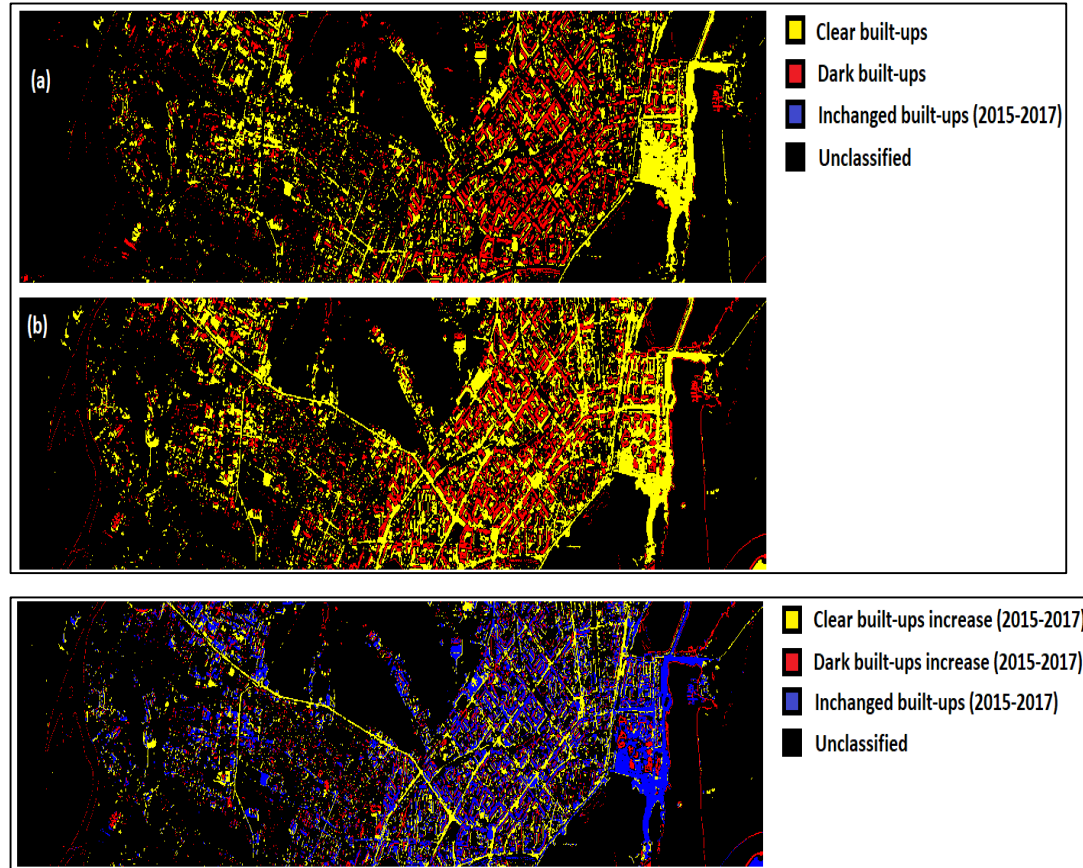 (a)
Clear built-ups
Dark built-ups
Inchanged built-ups (2015-2017)
Unclassified
(b)
Clear built-ups increase (2015-2017)
Dark built-ups increase (2015-2017)
Inchanged built-ups (2015-2017)
Unclassified